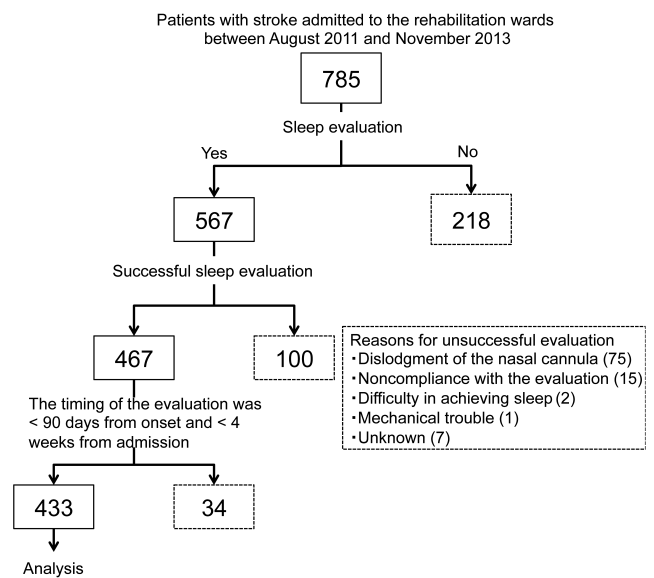 Patients with stroke admitted to the rehabilitation wards
between August 2011 and November 2013
785
Sleep evaluation
Yes
No
567
218
Successful sleep evaluation
467
100
Reasons for unsuccessful evaluation
・Dislodgment of the nasal cannula (75)
・Noncompliance with the evaluation (15)
・Difficulty in achieving sleep (2)
・Mechanical trouble (1)
・Unknown (7)
The timing of the evaluation was
< 90 days from onset and < 4
weeks from admission
433
34
Analysis